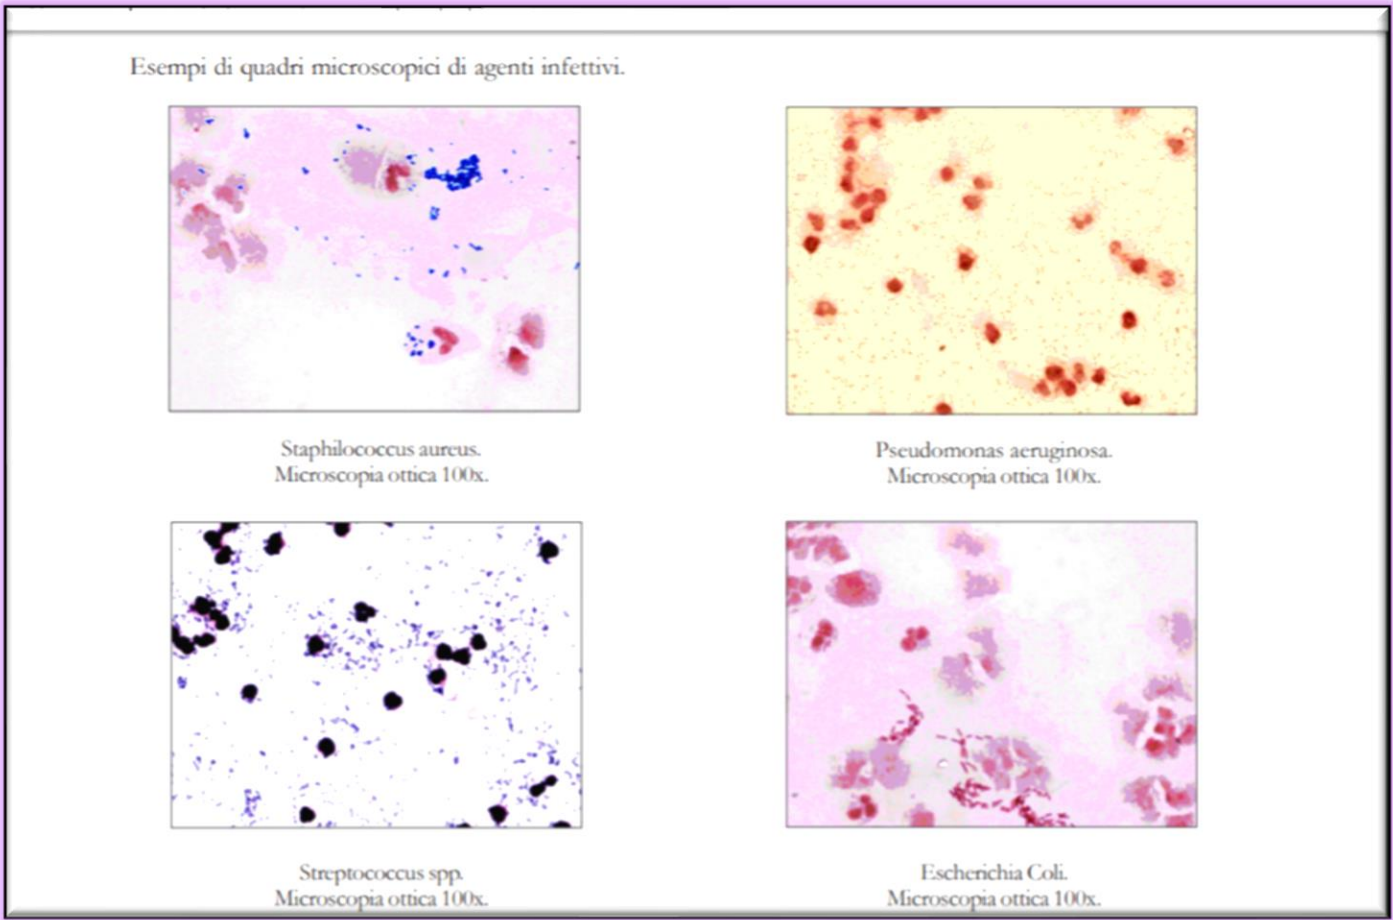 Esempi di quadri microscopici di agenti infettivi.
Staphilococcus aureus.
Microscopia ottica 100x.
Pseudomonas aeruginosa.
Microscopia ottica 100x.
Streptococcus spp.
Microscopia ottica 100x.
Escherichia Coli.
Microscopia ottica 100x.